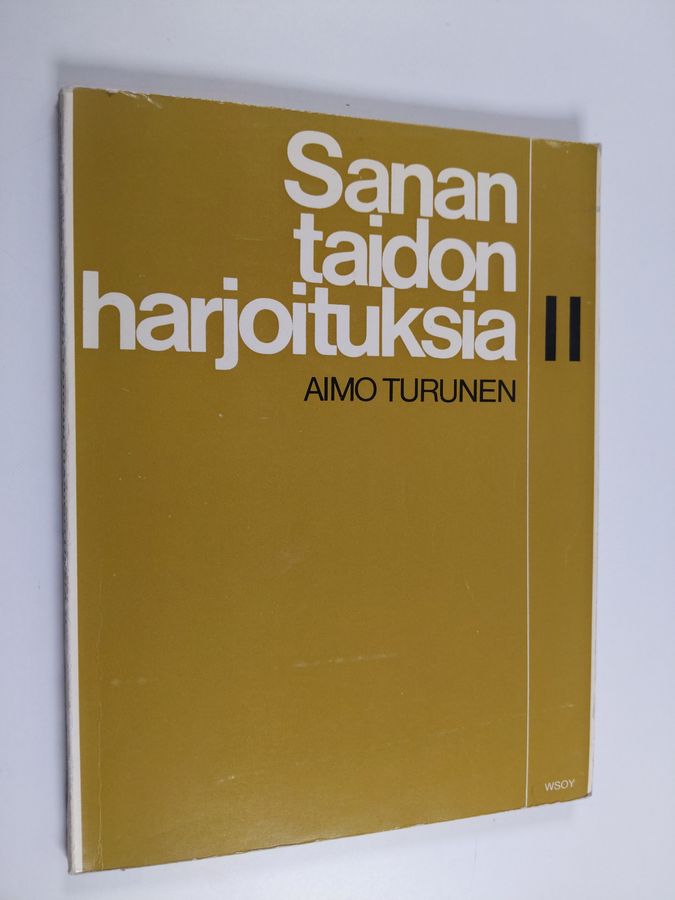 Sanan
taidon
harjoituksia
II
AIMO TURUNEN
WSOY